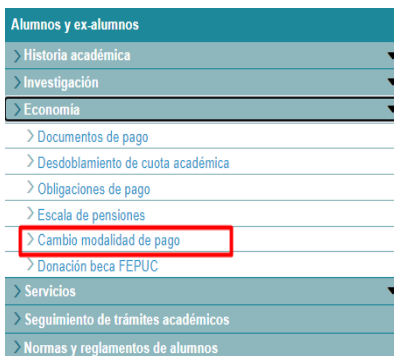 Alumnos y ex-alumnos
Historia académica
Investigación
Economía
Documentos de pago
Desdoblamiento de cuota académica
Obligaciones de pago
Escala de pensiones
Cambio modalidad de pago
Donación beca FEPUC
Servicios
Seguimiento de trámites académicos
Normas y reglamentos de alumnos